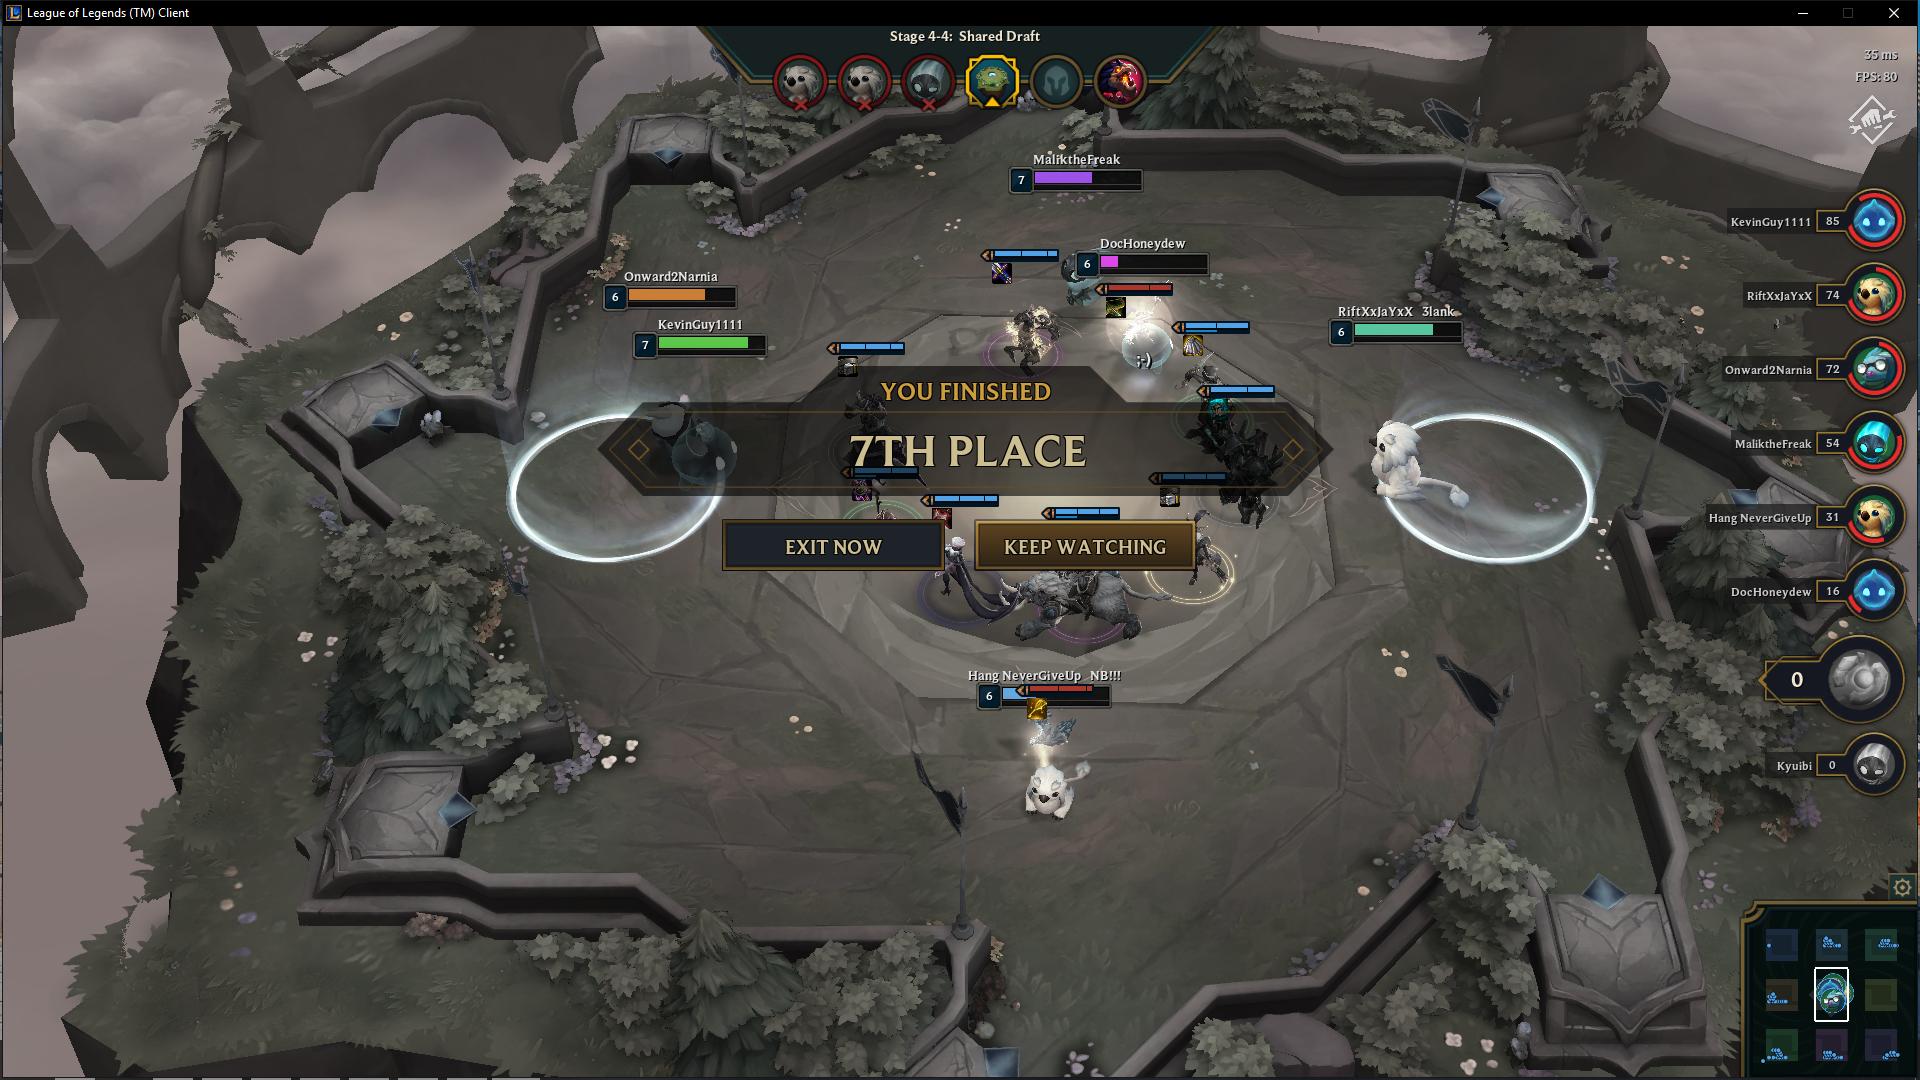 League of Legends (TM) Client
Stage 4-4: Shared Draft
35 ms
FPS: 80
MaliktheFreak
7
DocHoneydew
6
Onward2Narnia
6
KevinGuy1111
7
RiftXxJaYxX 3lank
6
;-)
YOU FINISHED
7TH PLACE
EXIT NOW
KEEP WATCHING
Hang NeverGiveUp NB!!!
6
KevinGuy1111 85
RiftXxJaYxX 74
Onward2Narnia 72
MaliktheFreak 54
Hang NeverGiveUp 31
DocHoneydew 16
0
Kyuibi 0